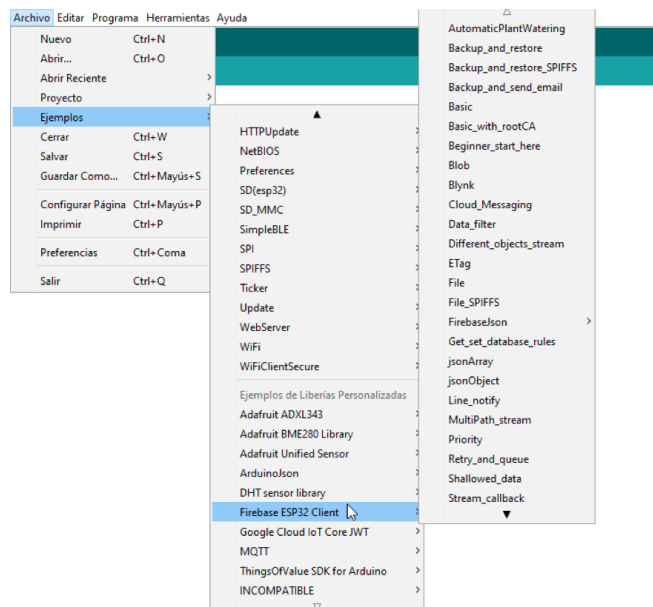 Archivo Editar Programa Herramientas Ayuda
Nuevo Ctrl+N
Abrir... Ctrl+O
Abrir Reciente
Proyecto
Ejemplos
Cerrar Ctrl+W
Salvar Ctrl+S
Guardar Como... Ctrl+Mayús+S
Configurar Página Ctrl+Mayús+P
Imprimir Ctrl+P
Preferencias Ctrl+Coma
Salir Ctrl+Q
HTTPUpdate
NetBIOS
Preferences
SD(esp32)
SD_MMC
SimpleBLE
SPI
SPIFFS
Ticker
Update
WebServer
WiFi
WiFiClientSecure
Ejemplos de Liberías Personalizadas
Adafruit ADXL343
Adafruit BME280 Library
Adafruit Unified Sensor
ArduinoJson
DHT sensor library
Firebase ESP32 Client
Google Cloud IoT Core JWT
MQTT
ThingsOfValue SDK for Arduino
INCOMPATIBLE
AutomaticPlantWatering
Backup_and_restore
Backup_and_restore_SPIFFS
Backup_and_send_email
Basic
Basic_with_rootCA
Beginner_start_here
Blob
Blynk
Cloud_Messaging
Data_filter
Different_objects_stream
ETag
File
File_SPIFFS
FirebaseJson
Get_set_database_rules
jsonArray
jsonObject
Line_notify
MultiPath_stream
Priority
Retry_and_queue
Shallowed_data
Stream_callback